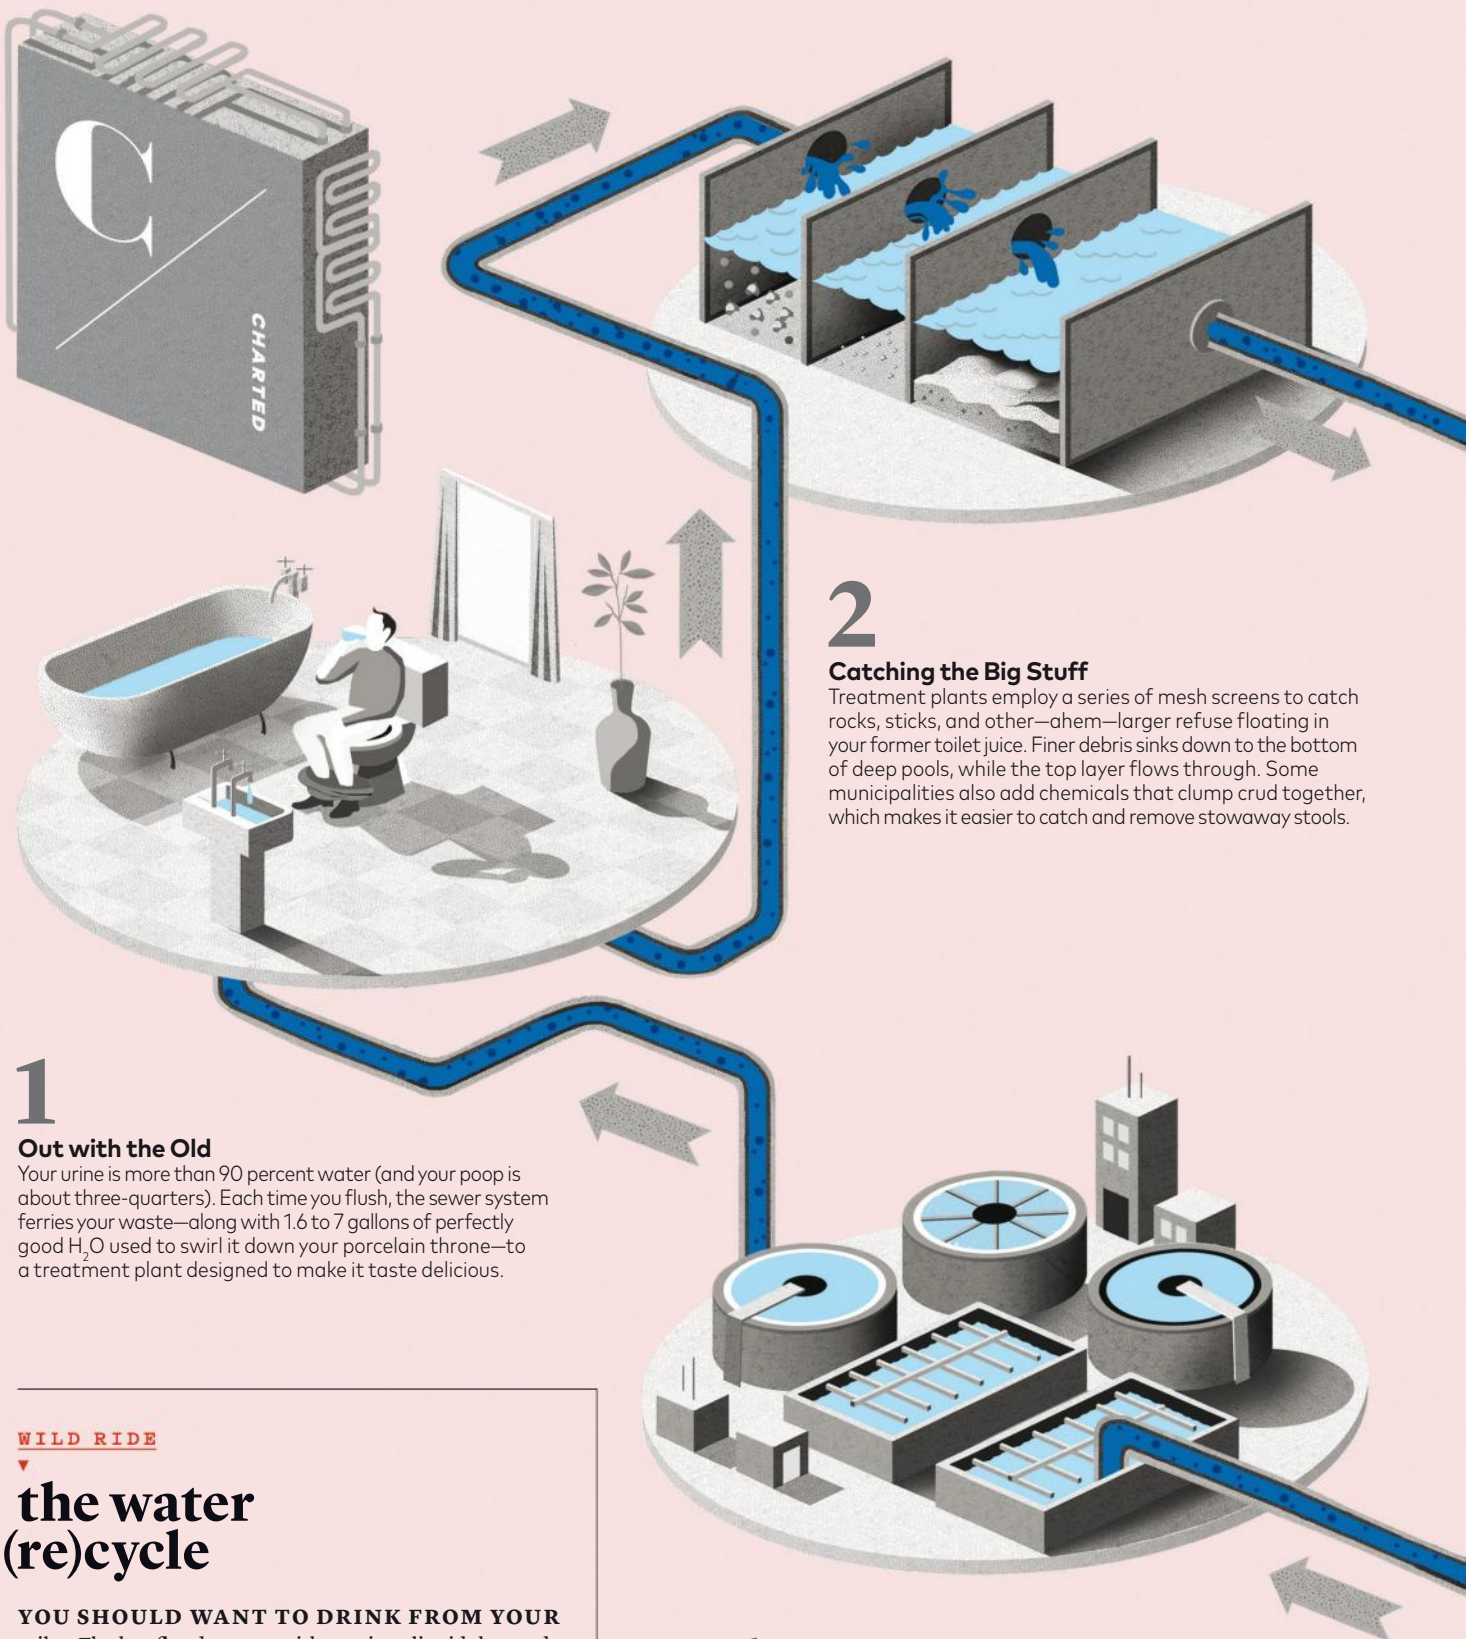 C
CHARTED
2
Catching the Big Stuff
Treatment plants employ a series of mesh screens to catch
rocks, sticks, and other—ahem—larger refuse floating in
your former toilet juice. Finer debris sinks down to the bottom
of deep pools, while the top layer flows through. Some
municipalities also add chemicals that clump crud together,
which makes it easier to catch and remove stowaway stools.
1
Out with the Old
Your urine is more than 90 percent water (and your poop is
about three-quarters). Each time you flush, the sewer system
ferries your waste—along with 1.6 to 7 gallons of perfectly
good H₂O used to swirl it down your porcelain throne—to
a treatment plant designed to make it taste delicious.
WILD RIDE
the water
(re)cycle
YOU SHOULD WANT TO DRINK FROM YOUR